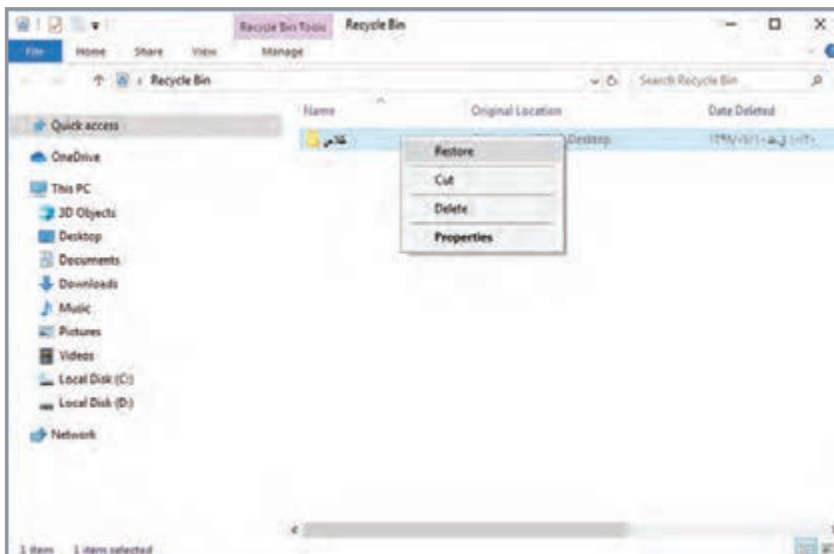 Recycle Bin Tools Recycle Bin
File Home Share View Manage
Recycle Bin Search Recycle Bin
Name Original Location Date Deleted
Quick access
Desktop
OneDrive
This PC
3D Objects
Desktop
Documents
Downloads
Music
Pictures
Videos
Local Disk (C:)
Local Disk (D:)
Network
Restore
Cut
Delete
Properties
1 item 1 item selected